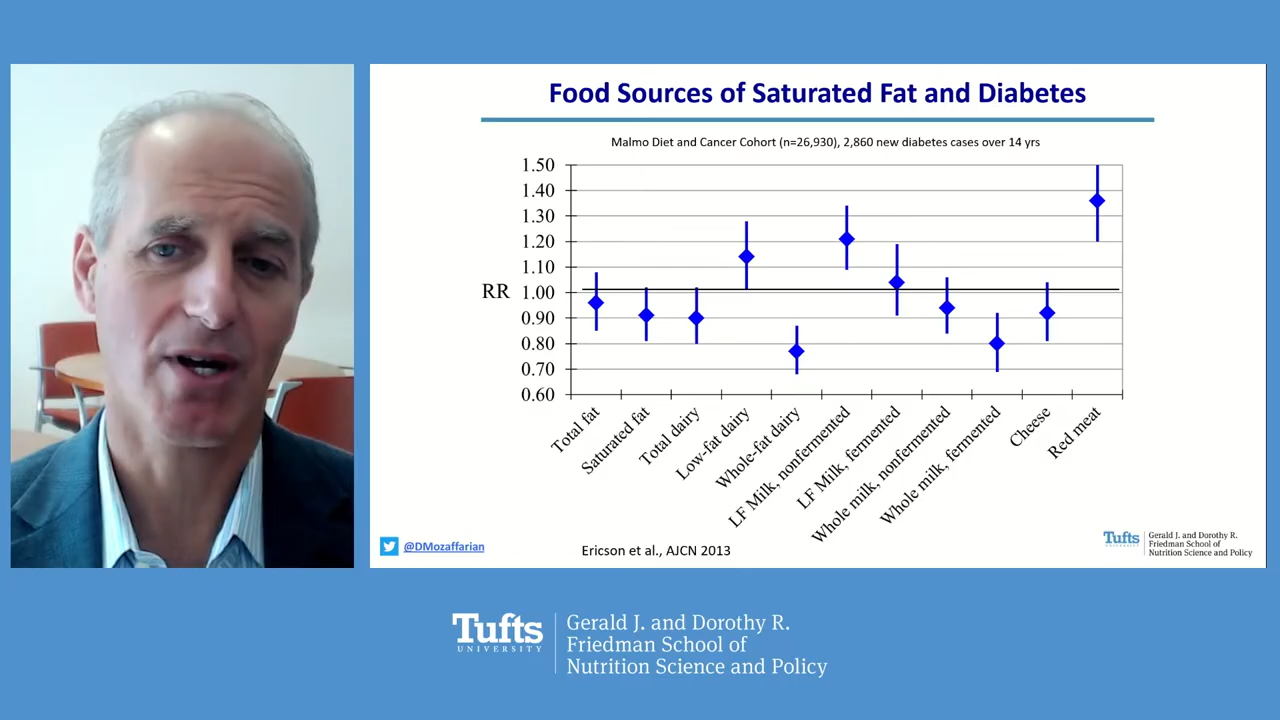 Food Sources of Saturated Fat and Diabetes
Malmo Diet and Cancer Cohort (n=26,930), 2,860 new diabetes cases over 14 yrs
1.50
1.40
1.30
1.20
1.10
1.00
0.90
0.80
0.70
0.60
RR
Total fat
Saturated fat
Total dairy
Low-fat dairy
Whole-fat dairy
LF Milk, nonfermented
LF Milk, fermented
Whole milk, nonfermented
Whole milk, fermented
Cheese
Red meat
@DMozaffarian
Ericson et al., AJCN 2013
Tufts
UNIVERSITY
Gerald J. and Dorothy R.
Friedman School of
Nutrition Science and Policy
Tufts
UNIVERSITY
Gerald J. and Dorothy R.
Friedman School of
Nutrition Science and Policy